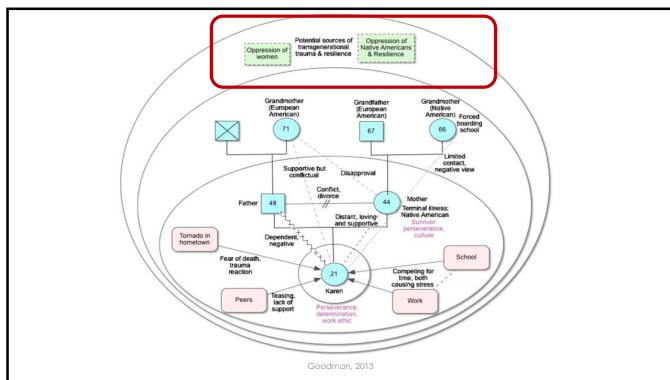 Oppression of
women
Potential sources of
transgenerational
trauma & resilience
Oppression of
Native Americans
& Resilience
Grandmother
(European
American)
71
Grandfather
(European
American)
67
Grandmother
(Native
American)
66
Forced
boarding
school
Supportive but
conflictual
Disapproval
Limited
contact,
negative view
Conflict,
divorce
Father
48
44
Mother
Terminal illness;
Native American
Survivor,
perseverance,
culture
Distant, loving
and supportive
Dependent,
negative
Tornado in
hometown
Fear of death,
trauma
reaction
21
Karen
School
Competing for
time, both
causing stress
Peers
Teasing,
lack of
support
Work
Perseverance,
determination,
work ethic
Goodman, 2013